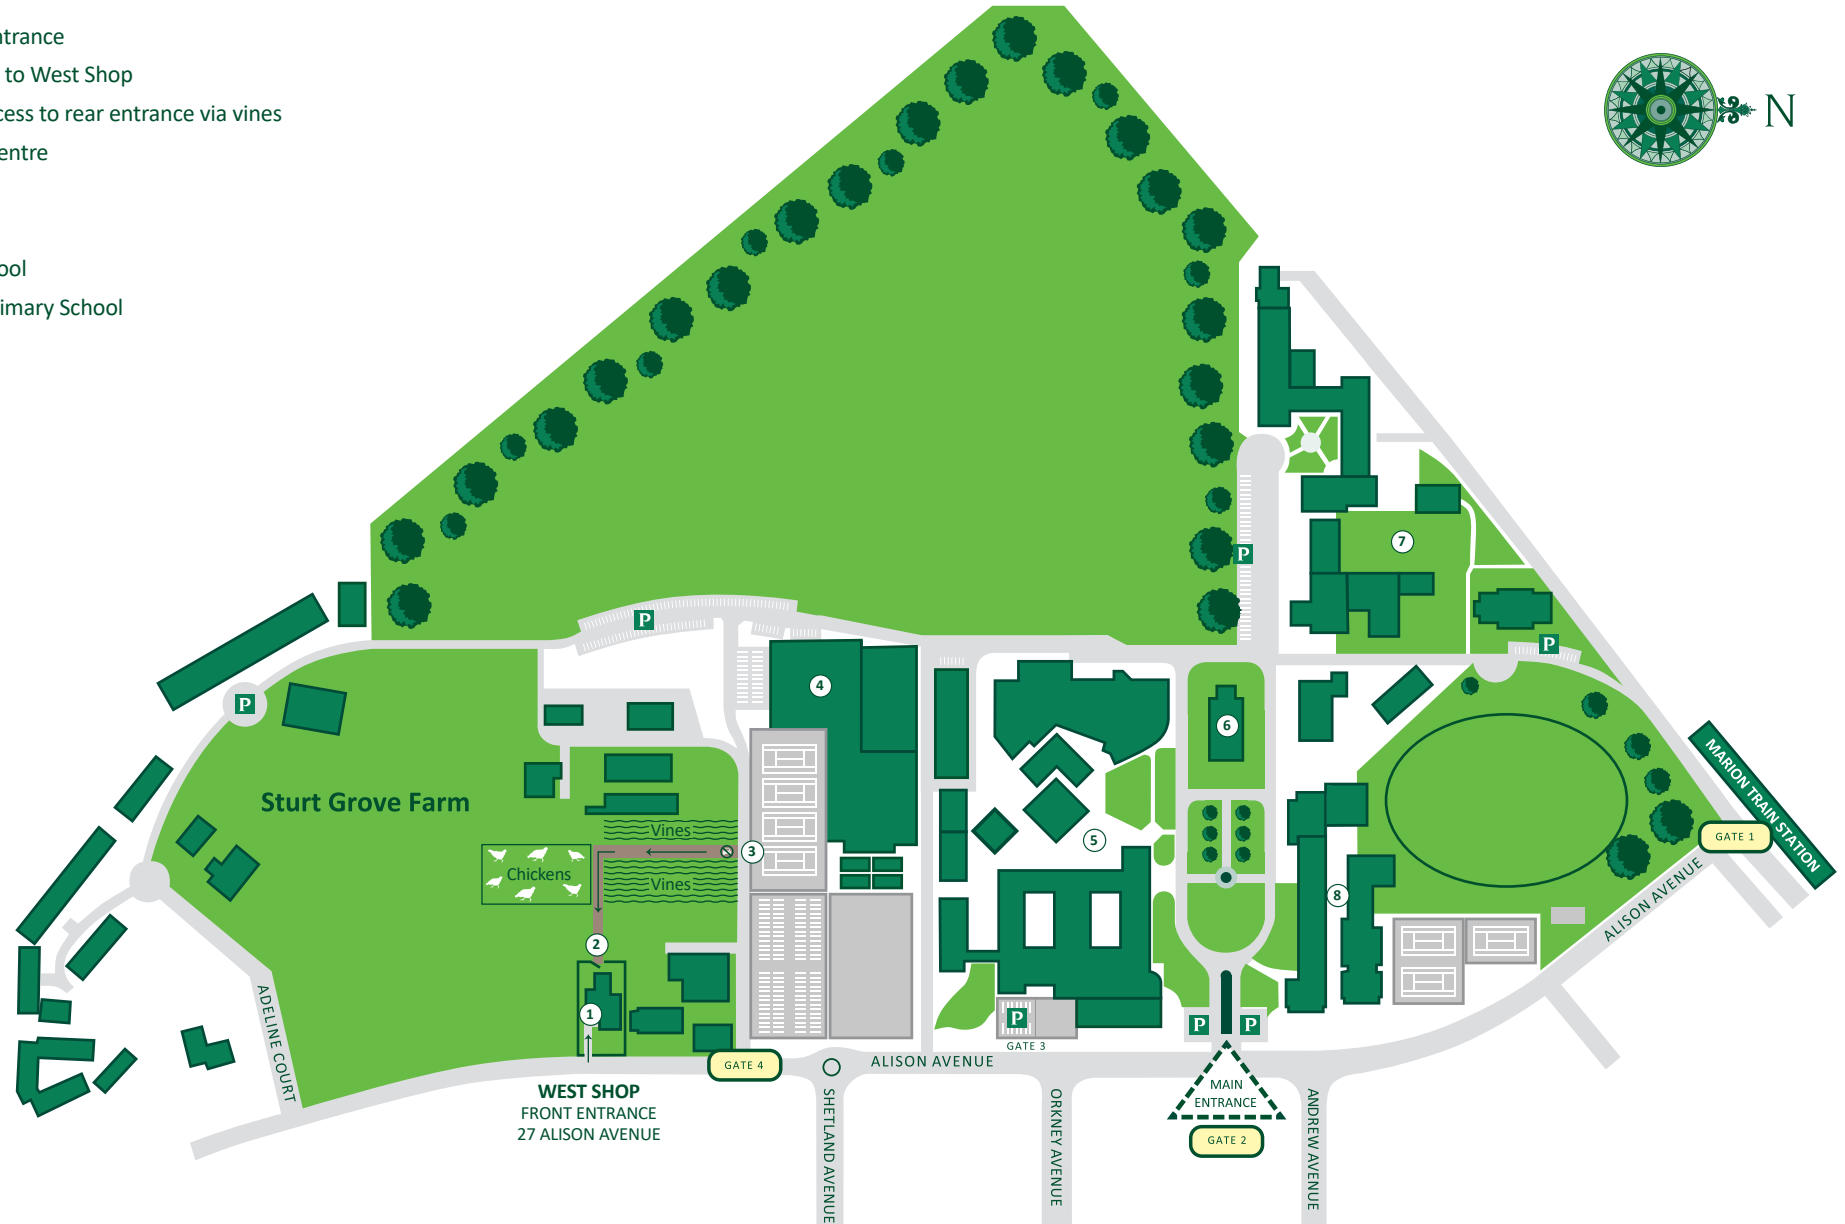 ntrance
to West Shop
cess to rear entrance via vines
entre
ool
imary School
N
7
P
P
P
4
P
6
MARION TRAIN STATION
Sturt Grove Farm
Vines
3
GATE 1
5
Chickens
Vines
8
ALISON AVENUE
2
ADELINE COURT
1
P
P
P
GATE 3
GATE 4
ALISON AVENUE
WEST SHOP
FRONT ENTRANCE
27 ALISON AVENUE
MAIN
ENTRANCE
GATE 2
SHETLAND AVENUE
ORKNEY AVENUE
ANDREW AVENUE